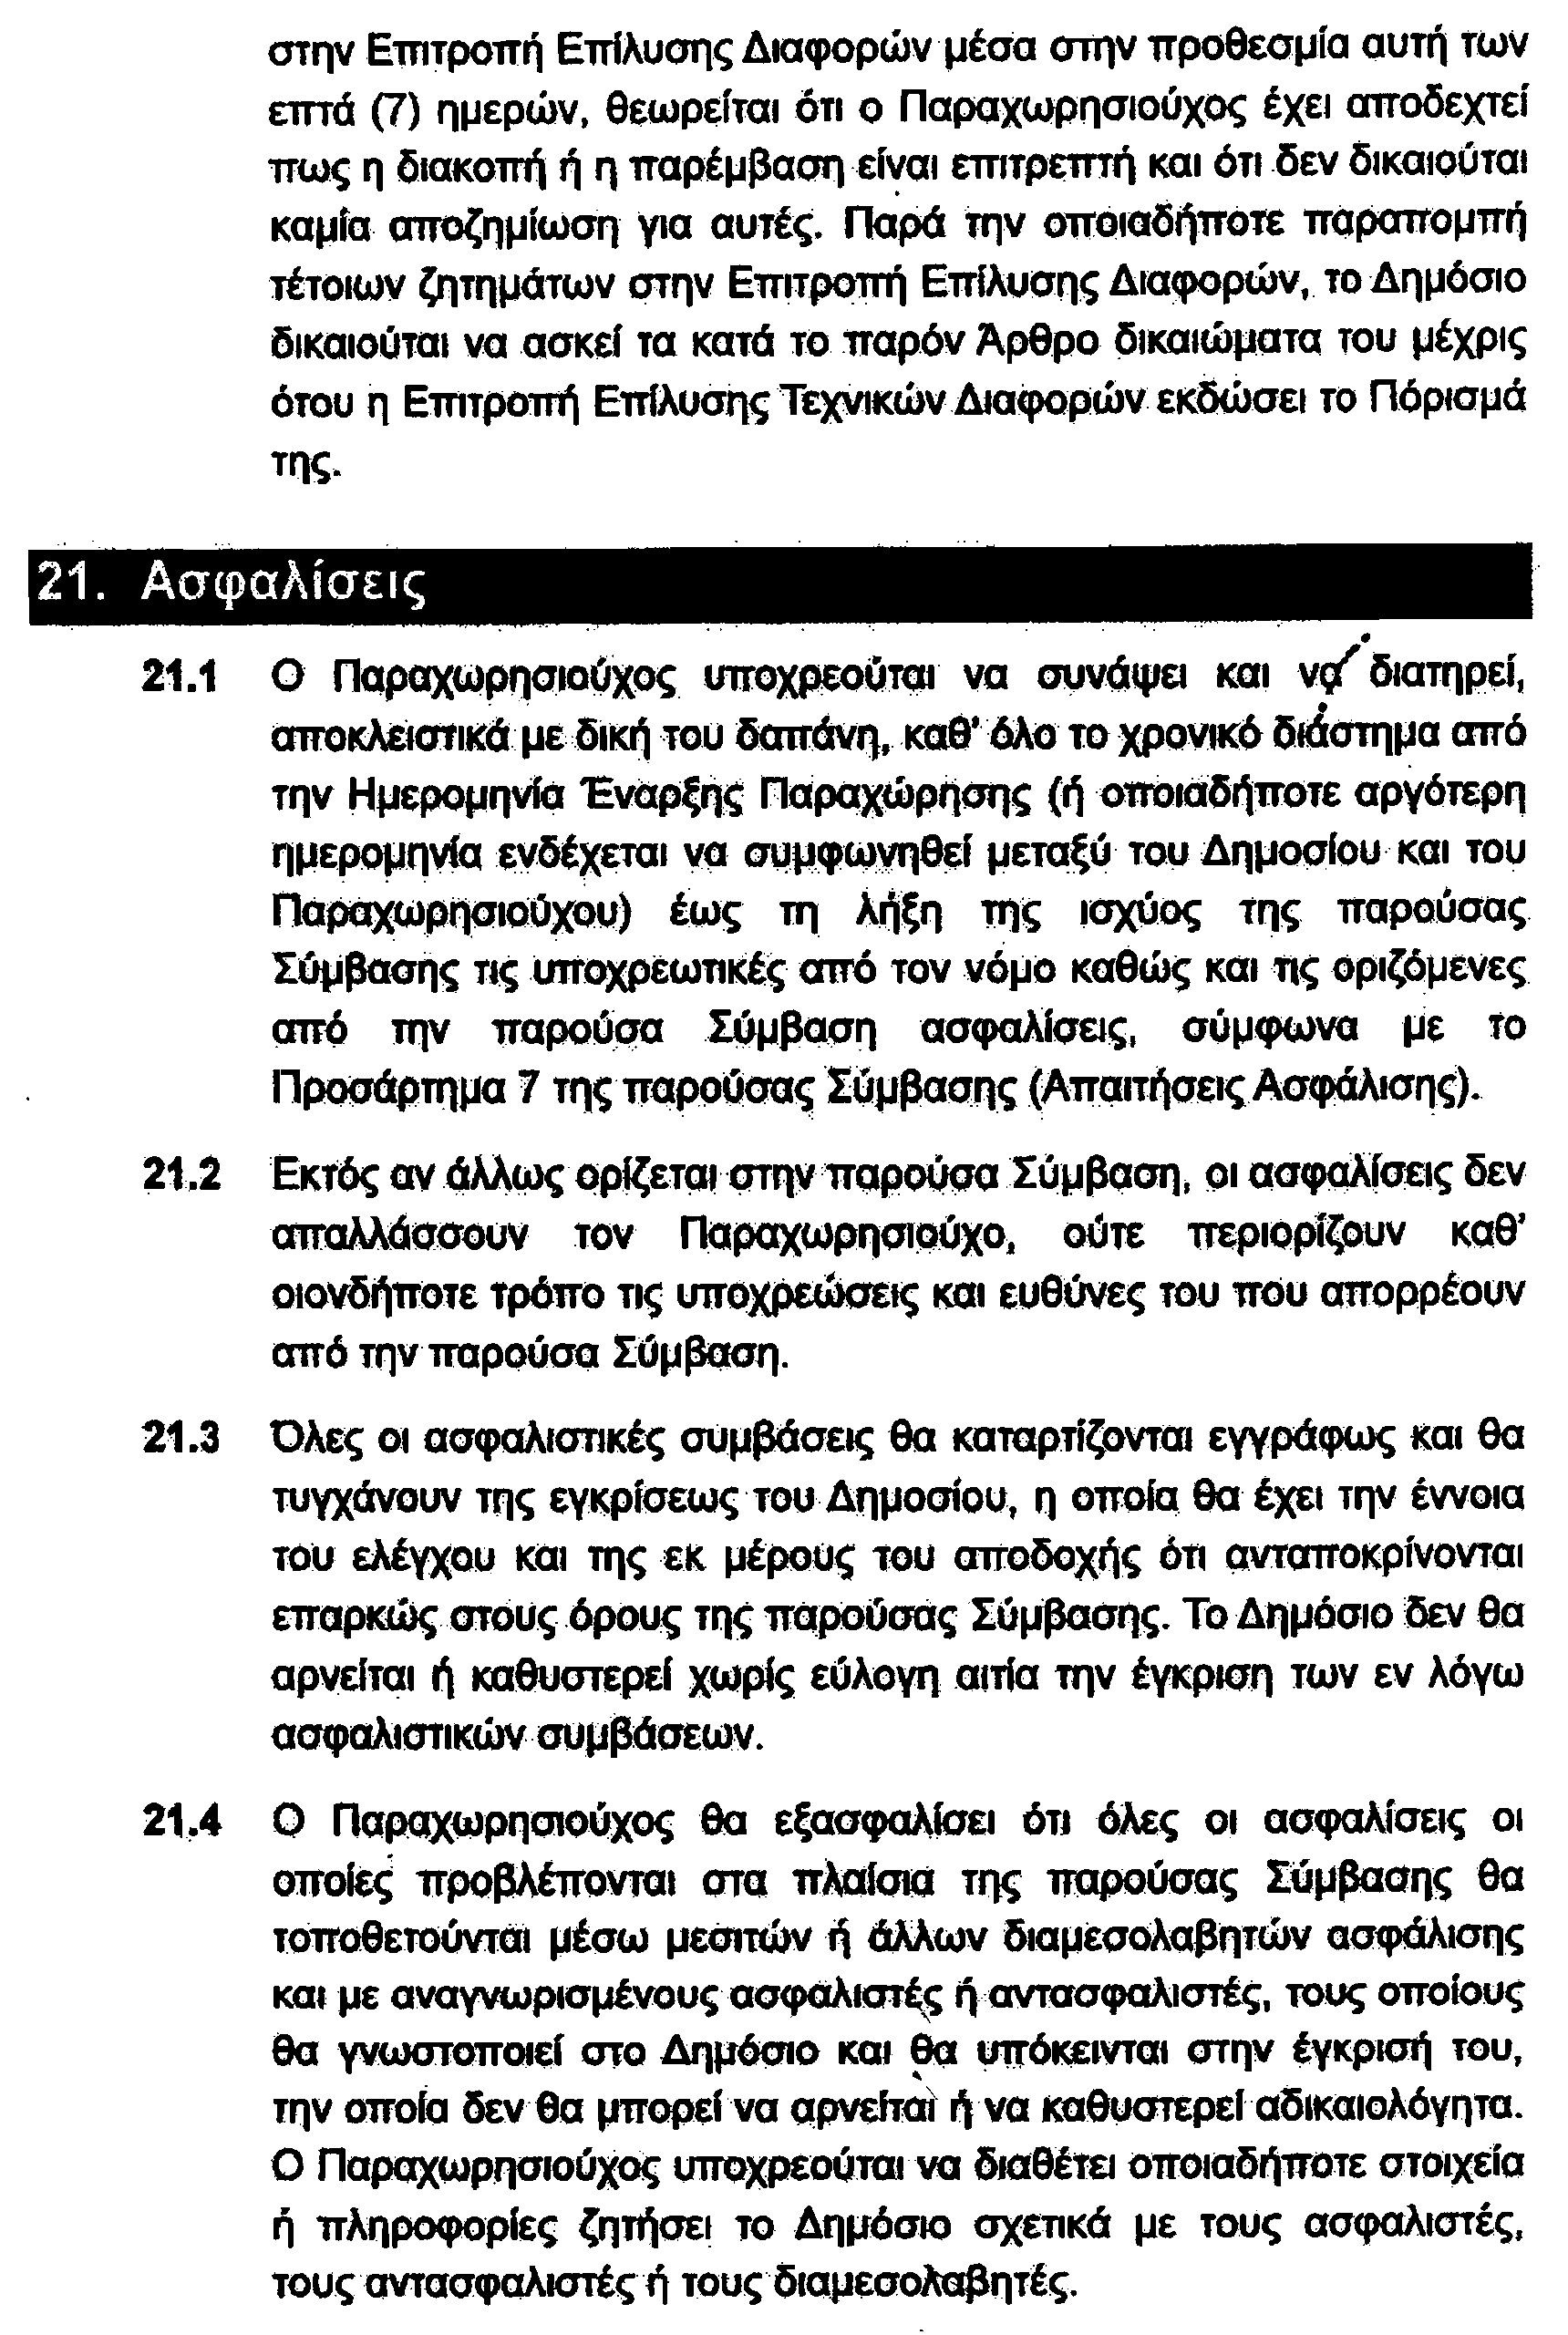 στην Επιτροπή Επίλυσης Διαφορών μέσα στην προθεσμία αυτή των
επτά (7) ημερών, θεωρείται ότι ο Παραχωρησιούχος έχει αποδεχτεί
πως η διακοπή ή η παρέμβαση είναι επιτρεπτή και ότι δεν δικαιούται
καμία αποζημίωση για αυτές. Παρά την οποιαδήποτε παραπομπή
τέτοιων ζητημάτων στην Επιτροπή Επίλυσης Διαφορών, το Δημόσιο
δικαιούται να ασκεί τα κατά το παρόν Άρθρο δικαιώματα του μέχρις
ότου η Επιτροπή Επίλυσης Τεχνικών Διαφορών εκδώσει το Πόρισμά
της.
21. Ασφαλίσεις
21.1 Ο Παραχωρησιούχος υποχρεούται να συνάψει και να διατηρεί,
αποκλειστικά με δική του δαπάνη, καθ' όλο το χρονικό διάστημα από
την Ημερομηνία Έναρξης Παραχώρησης (ή οποιαδήποτε αργότερη
ημερομηνία ενδέχεται να συμφωνηθεί μεταξύ του Δημοσίου και του
Παραχωρησιούχου) έως τη λήξη της ισχύος της παρούσας
Σύμβασης τις υποχρεωτικές από τον νόμο καθώς και τις οριζόμενες
από την παρούσα Σύμβαση ασφαλίσεις, σύμφωνα με το
Προσάρτημα 7 της παρούσας Σύμβασης (Απαιτήσεις Ασφάλισης).
21.2 Εκτός αν άλλως ορίζεται στην παρούσα Σύμβαση, οι ασφαλίσεις δεν
απαλλάσσουν τον Παραχωρησιούχο, ούτε περιορίζουν καθ'
οιονδήποτε τρόπο τις υποχρεώσεις και ευθύνες του που απορρέουν
από την παρούσα Σύμβαση.
21.3 Όλες οι ασφαλιστικές συμβάσεις θα καταρτίζονται εγγράφως και θα
τυγχάνουν της εγκρίσεως του Δημοσίου, η οποία θα έχει την έννοια
του ελέγχου και της εκ μέρους του αποδοχής ότι ανταποκρίνονται
επαρκώς στους όρους της παρούσας Σύμβασης. Το Δημόσιο δεν θα
αρνείται ή καθυστερεί χωρίς εύλογη αιτία την έγκριση των εν λόγω
ασφαλιστικών συμβάσεων.
21.4 Ο Παραχωρησιούχος θα εξασφαλίσει ότι όλες οι ασφαλίσεις οι
οποίες προβλέπονται στα πλαίσια της παρούσας Σύμβασης θα
τοποθετούνται μέσω μεσιτών ή άλλων διαμεσολαβητών ασφάλισης
και με αναγνωρισμένους ασφαλιστές ή αντασφαλιστές, τους οποίους
θα γνωστοποιεί στο Δημόσιο και θα υπόκεινται στην έγκρισή του,
την οποία δεν θα μπορεί να αρνείται ή να καθυστερεί αδικαιολόγητα.
Ο Παραχωρησιούχος υποχρεούται να διαθέτει οποιαδήποτε στοιχεία
ή πληροφορίες ζητήσει το Δημόσιο σχετικά με τους ασφαλιστές,
τους αντασφαλιστές ή τους διαμεσολαβητές.